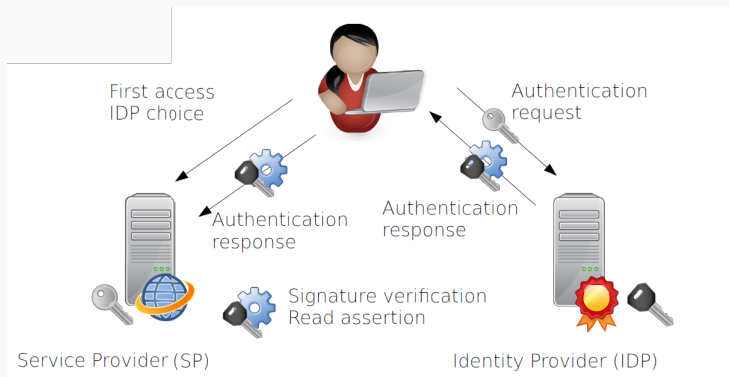 First access
IDP choice
Authentication
request
Authentication
response
Authentication
response
Signature verification
Read assertion
Service Provider (SP)
Identity Provider (IDP)